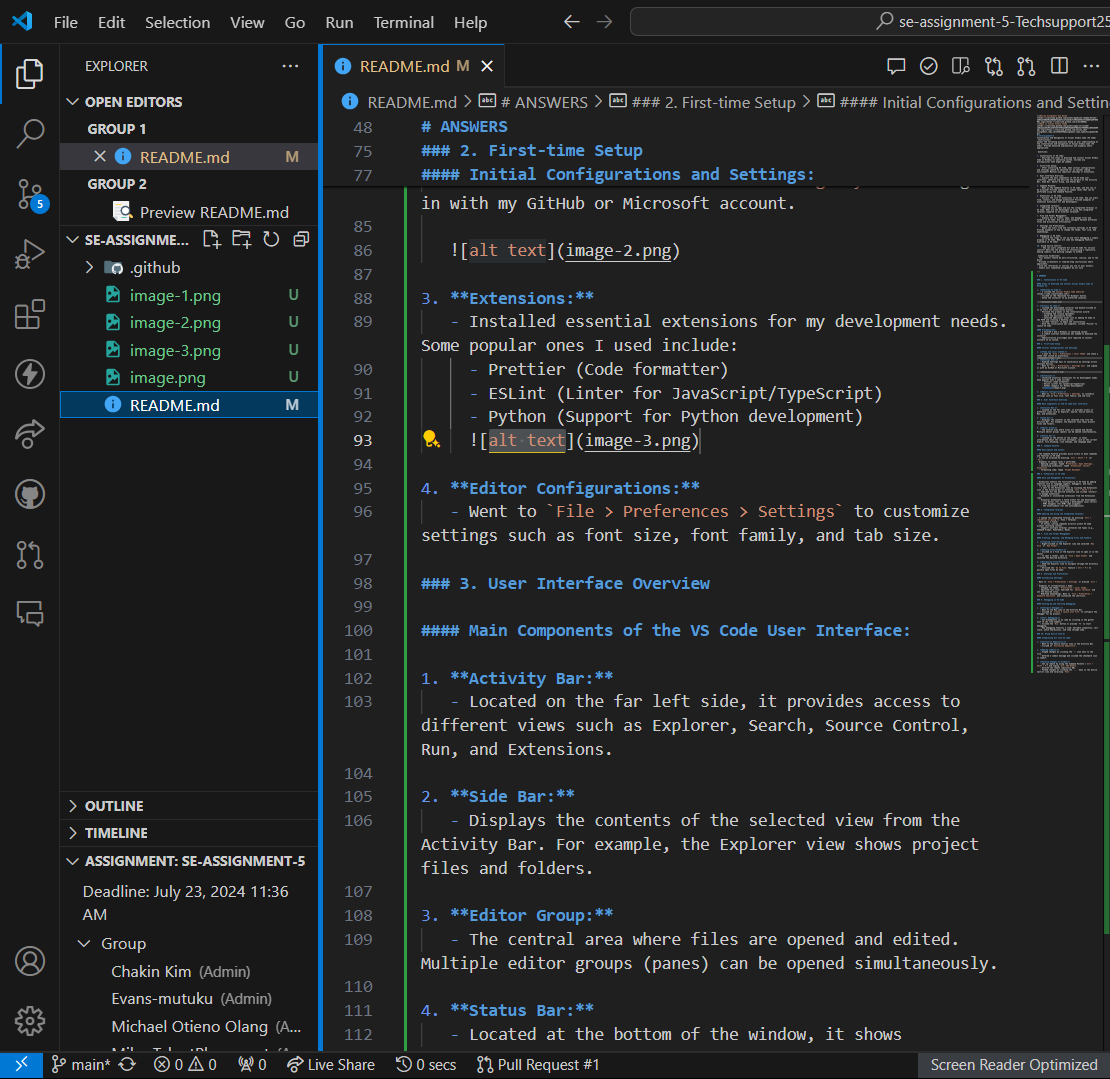 File Edit Selection View Go Run Terminal Help se-assignment-5-Techsupport25
EXPLORER
OPEN EDITORS
GROUP 1
README.md M
GROUP 2
Preview README.md
SE-ASSIGNME...
.github
image-1.png U
image-2.png U
image-3.png U
image.png U
README.md M
OUTLINE
TIMELINE
ASSIGNMENT: SE-ASSIGNMENT-5
Deadline: July 23, 2024 11:36
AM
Group
Chakin Kim (Admin)
Evans-mutuku (Admin)
Michael Otieno Olang (A...
5
README.md M
README.md > # ANSWERS > ### 2. First-time Setup > #### Initial Configurations and Settin
48 # ANSWERS
75 ### 2. First-time Setup
77 #### Initial Configurations and Settings:
in with my GitHub or Microsoft account.
85
86 ![alt text](image-2.png)
87
88 3. **Extensions:**
89 - Installed essential extensions for my development needs.
Some popular ones I used include:
90 - Prettier (Code formatter)
91 - ESLint (Linter for JavaScript/TypeScript)
92 - Python (Support for Python development)
93 ![alt text](image-3.png)
94
95 4. **Editor Configurations:**
96 - Went to `File > Preferences > Settings` to customize
settings such as font size, font family, and tab size.
97
98 ### 3. User Interface Overview
99
100 #### Main Components of the VS Code User Interface:
101
102 1. **Activity Bar:**
103 - Located on the far left side, it provides access to
different views such as Explorer, Search, Source Control,
Run, and Extensions.
104
105 2. **Side Bar:**
106 - Displays the contents of the selected view from the
Activity Bar. For example, the Explorer view shows project
files and folders.
107
108 3. **Editor Group:**
109 - The central area where files are opened and edited.
Multiple editor groups (panes) can be opened simultaneously.
110
111 4. **Status Bar:**
112 - Located at the bottom of the window, it shows
main* 0 0 0 Live Share 0 secs Pull Request #1 Screen Reader Optimized